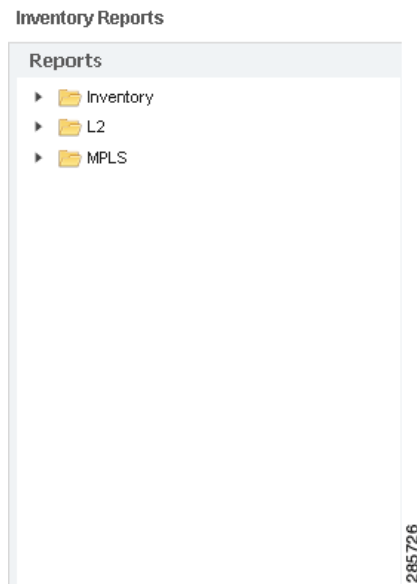 Inventory Reports
Reports
Inventory
L2
MPLS
285726